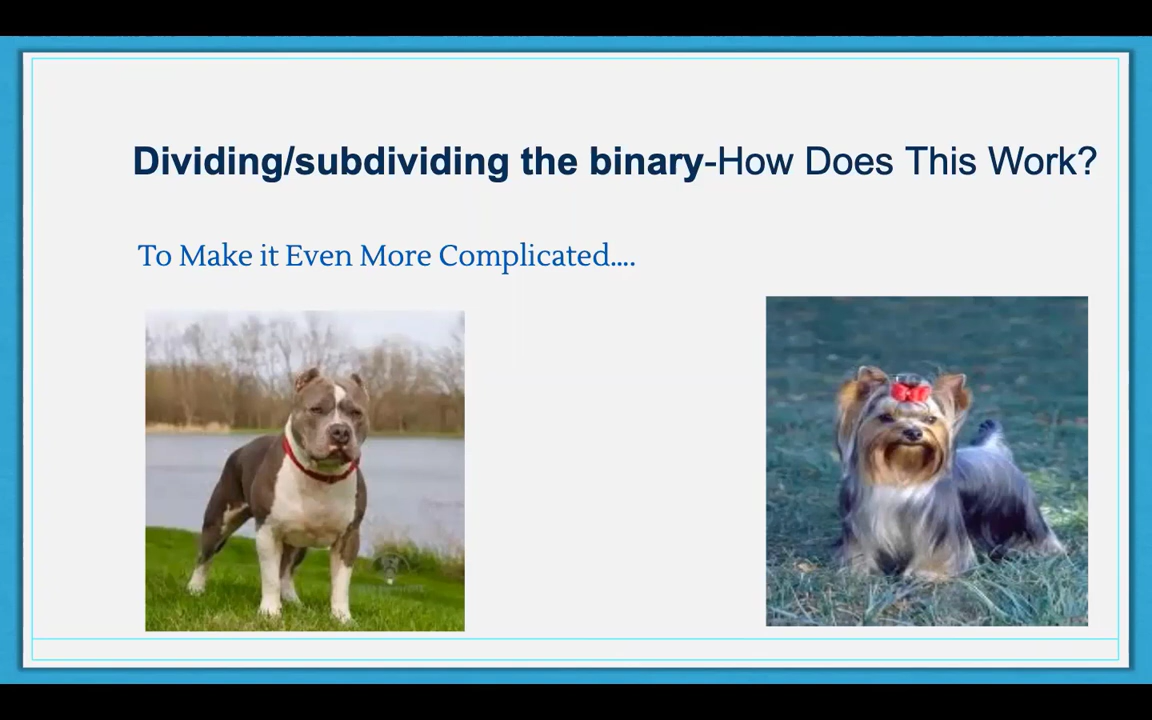 Dividing/subdividing the binary-How Does This Work?
To Make it Even More Complicated....